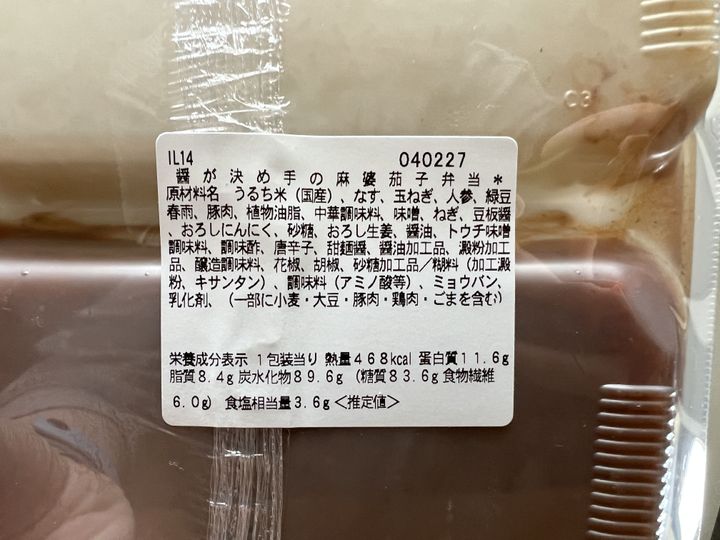 03
IL14 040227
醤が決め手の麻婆茄子弁当*
原材料名 うるち米(国産)、なす、玉ねぎ、人参、緑豆
春雨、豚肉、植物油脂、中華調味料、味噌、ねぎ、豆板醤
、おろしにんにく、砂糖、おろし生姜、醤油、トウチ味噌
調味料、調味酢、唐辛子、甜麺醤、醤油加工品、澱粉加工
品、醸造調味料、花椒、胡椒、砂糖加工品/糊料(加工澱
粉、キサンタン)、調味料(アミノ酸等)、ミョウバン、
乳化剤、(一部に小麦・大豆・豚肉・鶏肉・ごまを含む)
栄養成分表示 1包装当り 熱量468kcal 蛋白質11.6g
脂質8.4g 炭水化物89.6g (糖質83.6g 食物繊維
6.0g) 食塩相当量3.6g<推定値>